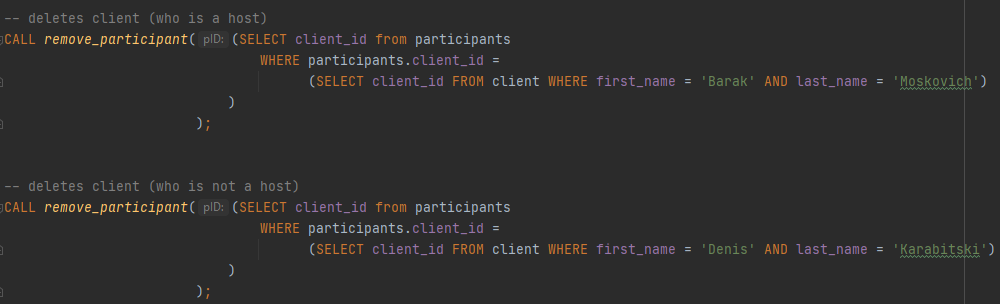 -- deletes client (who is a host)
CALL remove_participant( pID: (SELECT client_id from participants
WHERE participants.client_id =
(SELECT client_id FROM client WHERE first_name = 'Barak' AND last_name = 'Moskovich')
)
);
-- deletes client (who is not a host)
CALL remove_participant( pID: (SELECT client_id from participants
WHERE participants.client_id =
(SELECT client_id FROM client WHERE first_name = 'Denis' AND last_name = 'Karabitski')
)
);